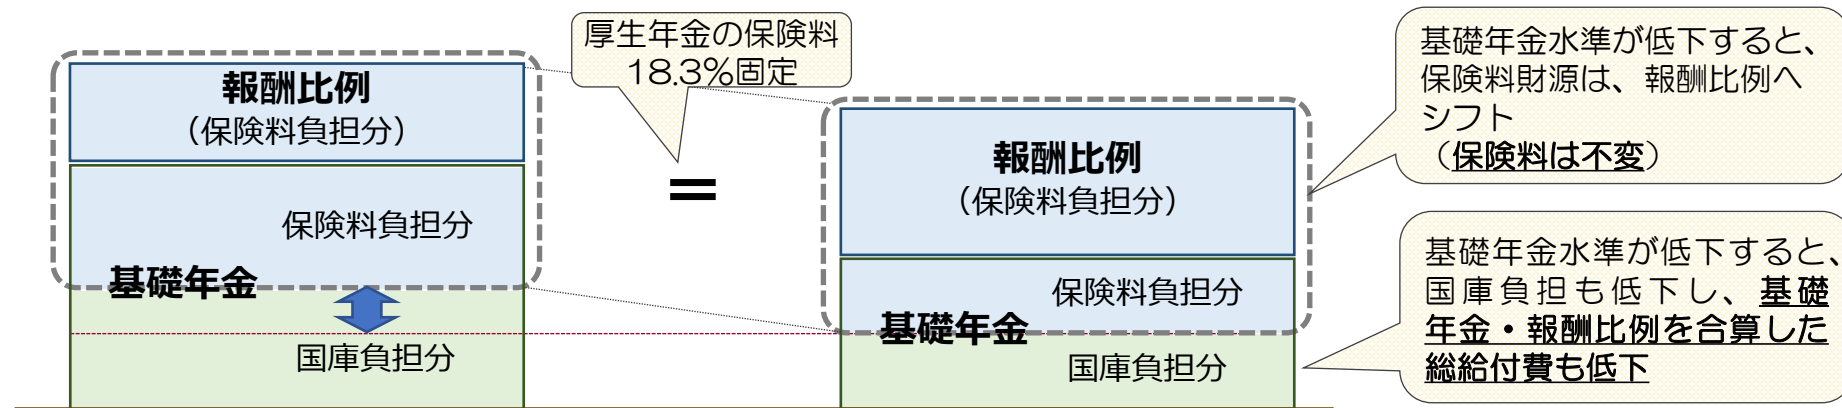 報酬比例
（保険料負担分）
保険料負担分
基礎年金
国庫負担分
厚生年金の保険料
18.3%固定
＝
報酬比例
（保険料負担分）
保険料負担分
基礎年金
国庫負担分
基礎年金水準が低下すると、
保険料財源は、報酬比例へ
シフト
（保険料は不変）
基礎年金水準が低下すると、
国庫負担も低下し、基礎
年金・報酬比例を合算した
総給付費も低下